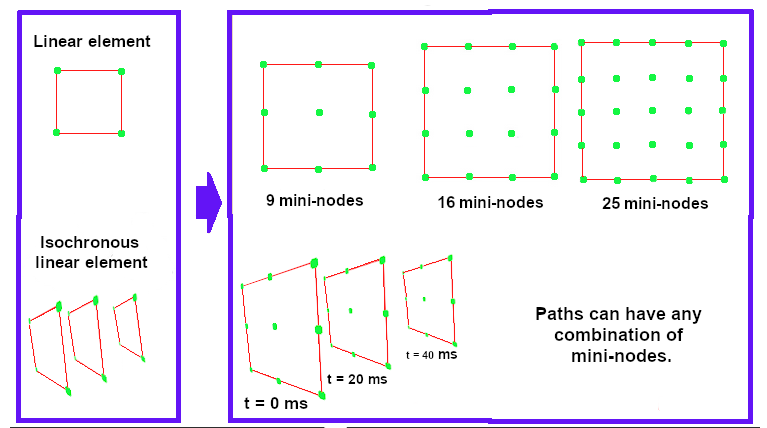 Linear element
Isochronous
linear element
9 mini-nodes
16 mini-nodes
25 mini-nodes
t = 0 ms
t = 20 ms
t = 40 ms
Paths can have any
combination of
mini-nodes.